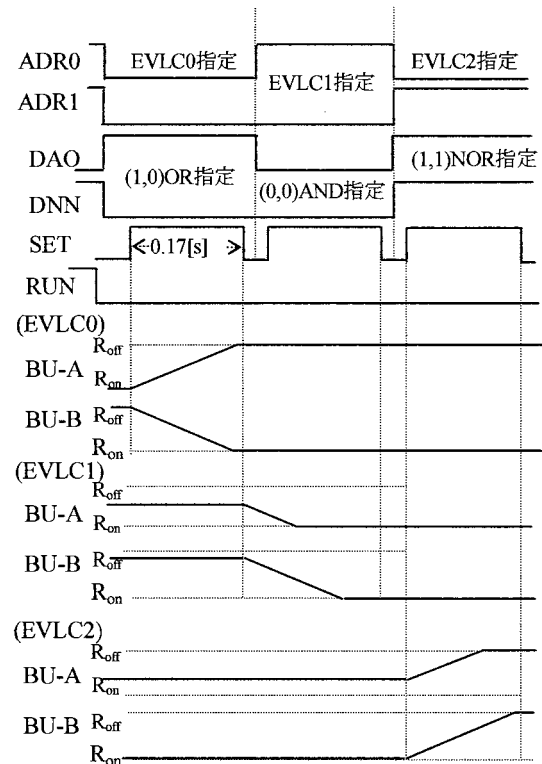 ADR0 EVLC0指定 EVLC1指定 EVLC2指定
ADR1
DAO (1,0)OR指定 (0,0)AND指定 (1,1)NOR指定
DNN
SET 0.17[s]
RUN
(EVLC0)
Roff
BU-A
Ron
BU-B Roff
Ron
(EVLC1)
Roff
BU-A
Ron
BU-B Roff
Ron
(EVLC2)
Roff
BU-A
Ron
BU-B Roff
Ron